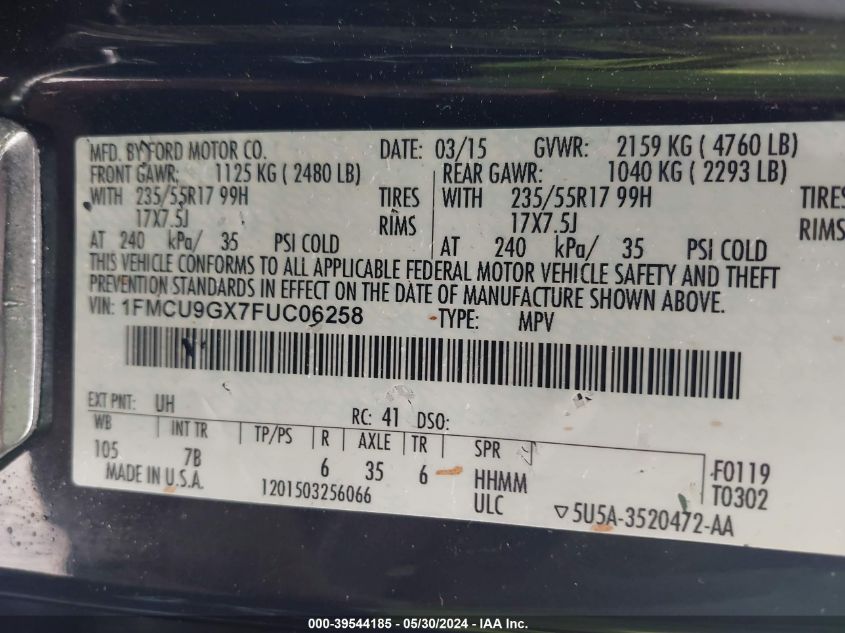 MFD. BY FORD MOTOR CO. DATE: 03/15 GVWR: 2159 KG ( 4760 LB)
FRONT GAWR: 1125 KG ( 2480 LB) REAR GAWR: 1040 KG ( 2293 LB)
WITH 235/55R17 99H TIRES WITH 235/55R17 99H TIRES
17X7.5J RIMS 17X7.5J RIMS
AT 240 kPa/ 35 PSI COLD AT 240 kPa/ 35 PSI COLD
THIS VEHICLE CONFORMS TO ALL APPLICABLE FEDERAL MOTOR VEHICLE SAFETY AND THEFT
PREVENTION STANDARDS IN EFFECT ON THE DATE OF MANUFACTURE SHOWN ABOVE.
VIN: 1FMCU9GX7FUC06258 TYPE: MPV
EXT PNT: UH RC: 41 DSO:
WB INT TR TP/PS R AXLE TR SPR
105 7B 6 35 6 HHMM F0119
MADE IN U.S.A. 1201503256066 ULC T0302
5U5A-3520472-AA
000-39544185 - 05/30/2024 - IAA Inc.